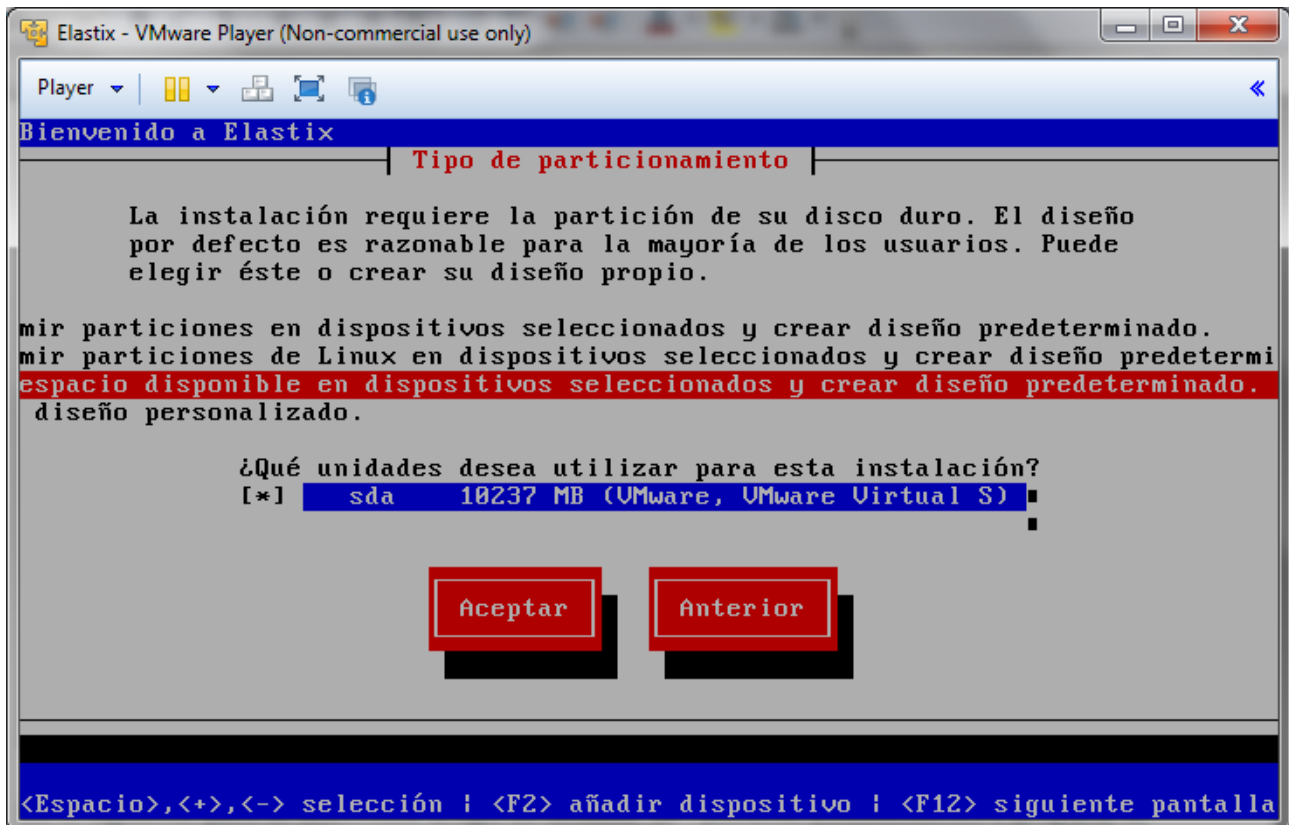 Elastix - VMware Player (Non-commercial use only)
Player
Bienvenido a Elastix
Tipo de particionamiento
La instalación requiere la partición de su disco duro. El diseño
por defecto es razonable para la mayoría de los usuarios. Puede
elegir éste o crear su diseño propio.
mir particiones en dispositivos seleccionados y crear diseño predeterminado.
mir particiones de Linux en dispositivos seleccionados y crear diseño predetermi
espacio disponible en dispositivos seleccionados y crear diseño predeterminado.
diseño personalizado.
¿Qué unidades desea utilizar para esta instalación?
[*] sda 10237 MB (VMware, VMware Virtual S)
Aceptar Anterior
<Espacio>,<+>,<-> selección | <F2> añadir dispositivo | <F12> siguiente pantalla